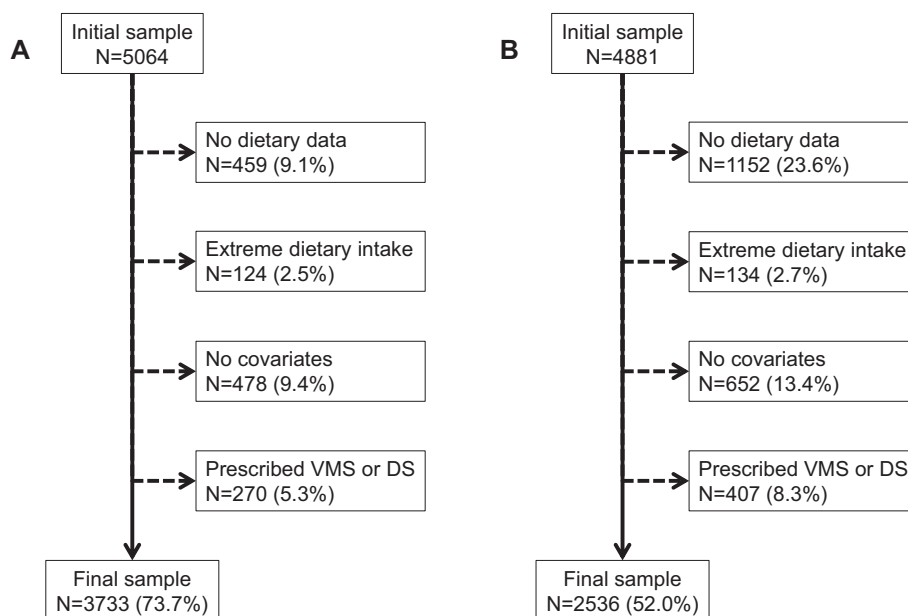 A
Initial sample
N=5064
No dietary data
N=459 (9.1%)
Extreme dietary intake
N=124 (2.5%)
No covariates
N=478 (9.4%)
Prescribed VMS or DS
N=270 (5.3%)
Final sample
N=3733 (73.7%)
B
Initial sample
N=4881
No dietary data
N=1152 (23.6%)
Extreme dietary intake
N=134 (2.7%)
No covariates
N=652 (13.4%)
Prescribed VMS or DS
N=407 (8.3%)
Final sample
N=2536 (52.0%)